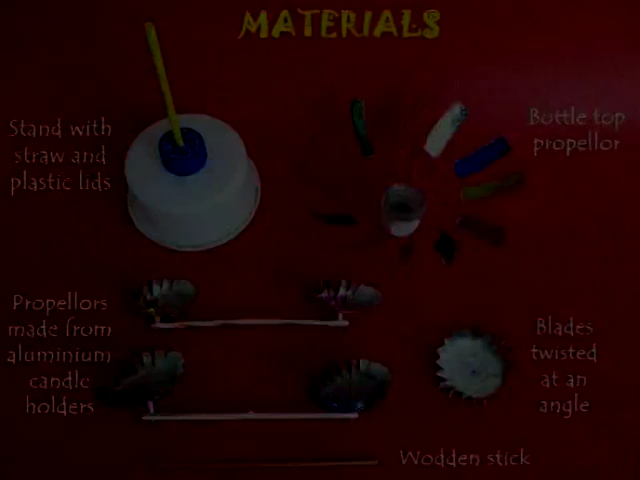 MATERIALS
Stand with
straw and
plastic lids
Bottle top
propellor
Propellors
made from
aluminium
candle
holders
Blades
twisted
at an
angle
Wodden stick